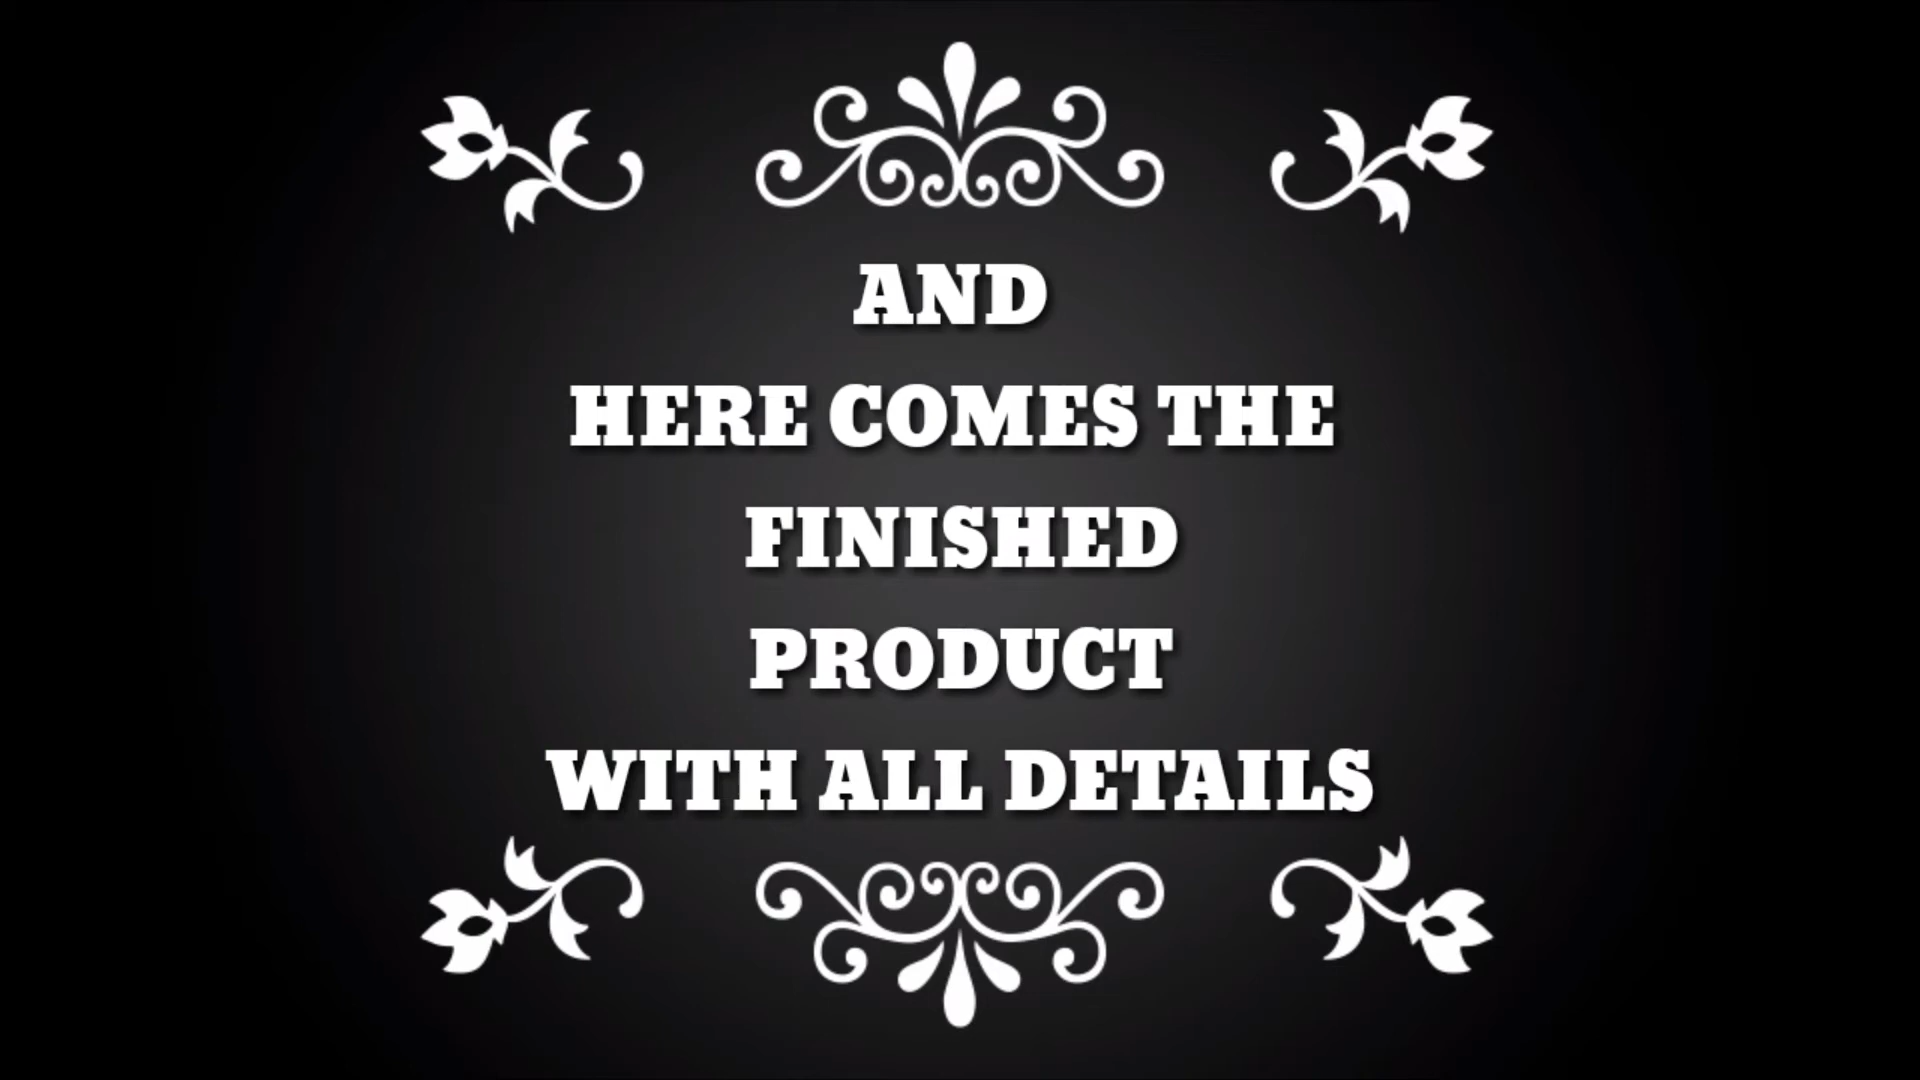 AND
HERE COMES THE
FINISHED
PRODUCT
WITH ALL DETAILS